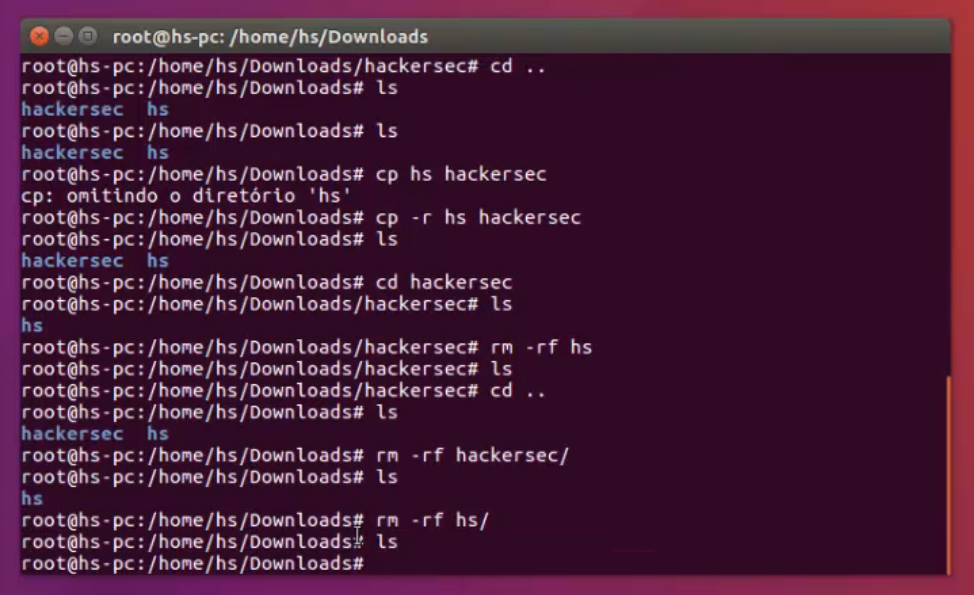 root@hs-pc: /home/hs/Downloads
root@hs-pc:/home/hs/Downloads/hackersec# cd ..
root@hs-pc:/home/hs/Downloads# ls
hackersec  hs
root@hs-pc:/home/hs/Downloads# ls
hackersec  hs
root@hs-pc:/home/hs/Downloads# cp hs hackersec
cp: omitindo o diretório 'hs'
root@hs-pc:/home/hs/Downloads# cp -r hs hackersec
root@hs-pc:/home/hs/Downloads# ls
hackersec  hs
root@hs-pc:/home/hs/Downloads# cd hackersec
root@hs-pc:/home/hs/Downloads/hackersec# ls
hs
root@hs-pc:/home/hs/Downloads/hackersec# rm -rf hs
root@hs-pc:/home/hs/Downloads/hackersec# ls
root@hs-pc:/home/hs/Downloads/hackersec# cd ..
root@hs-pc:/home/hs/Downloads# ls
hackersec  hs
root@hs-pc:/home/hs/Downloads# rm -rf hackersec/
root@hs-pc:/home/hs/Downloads# ls
hs
root@hs-pc:/home/hs/Downloads# rm -rf hs/
root@hs-pc:/home/hs/Downloads# ls
root@hs-pc:/home/hs/Downloads#